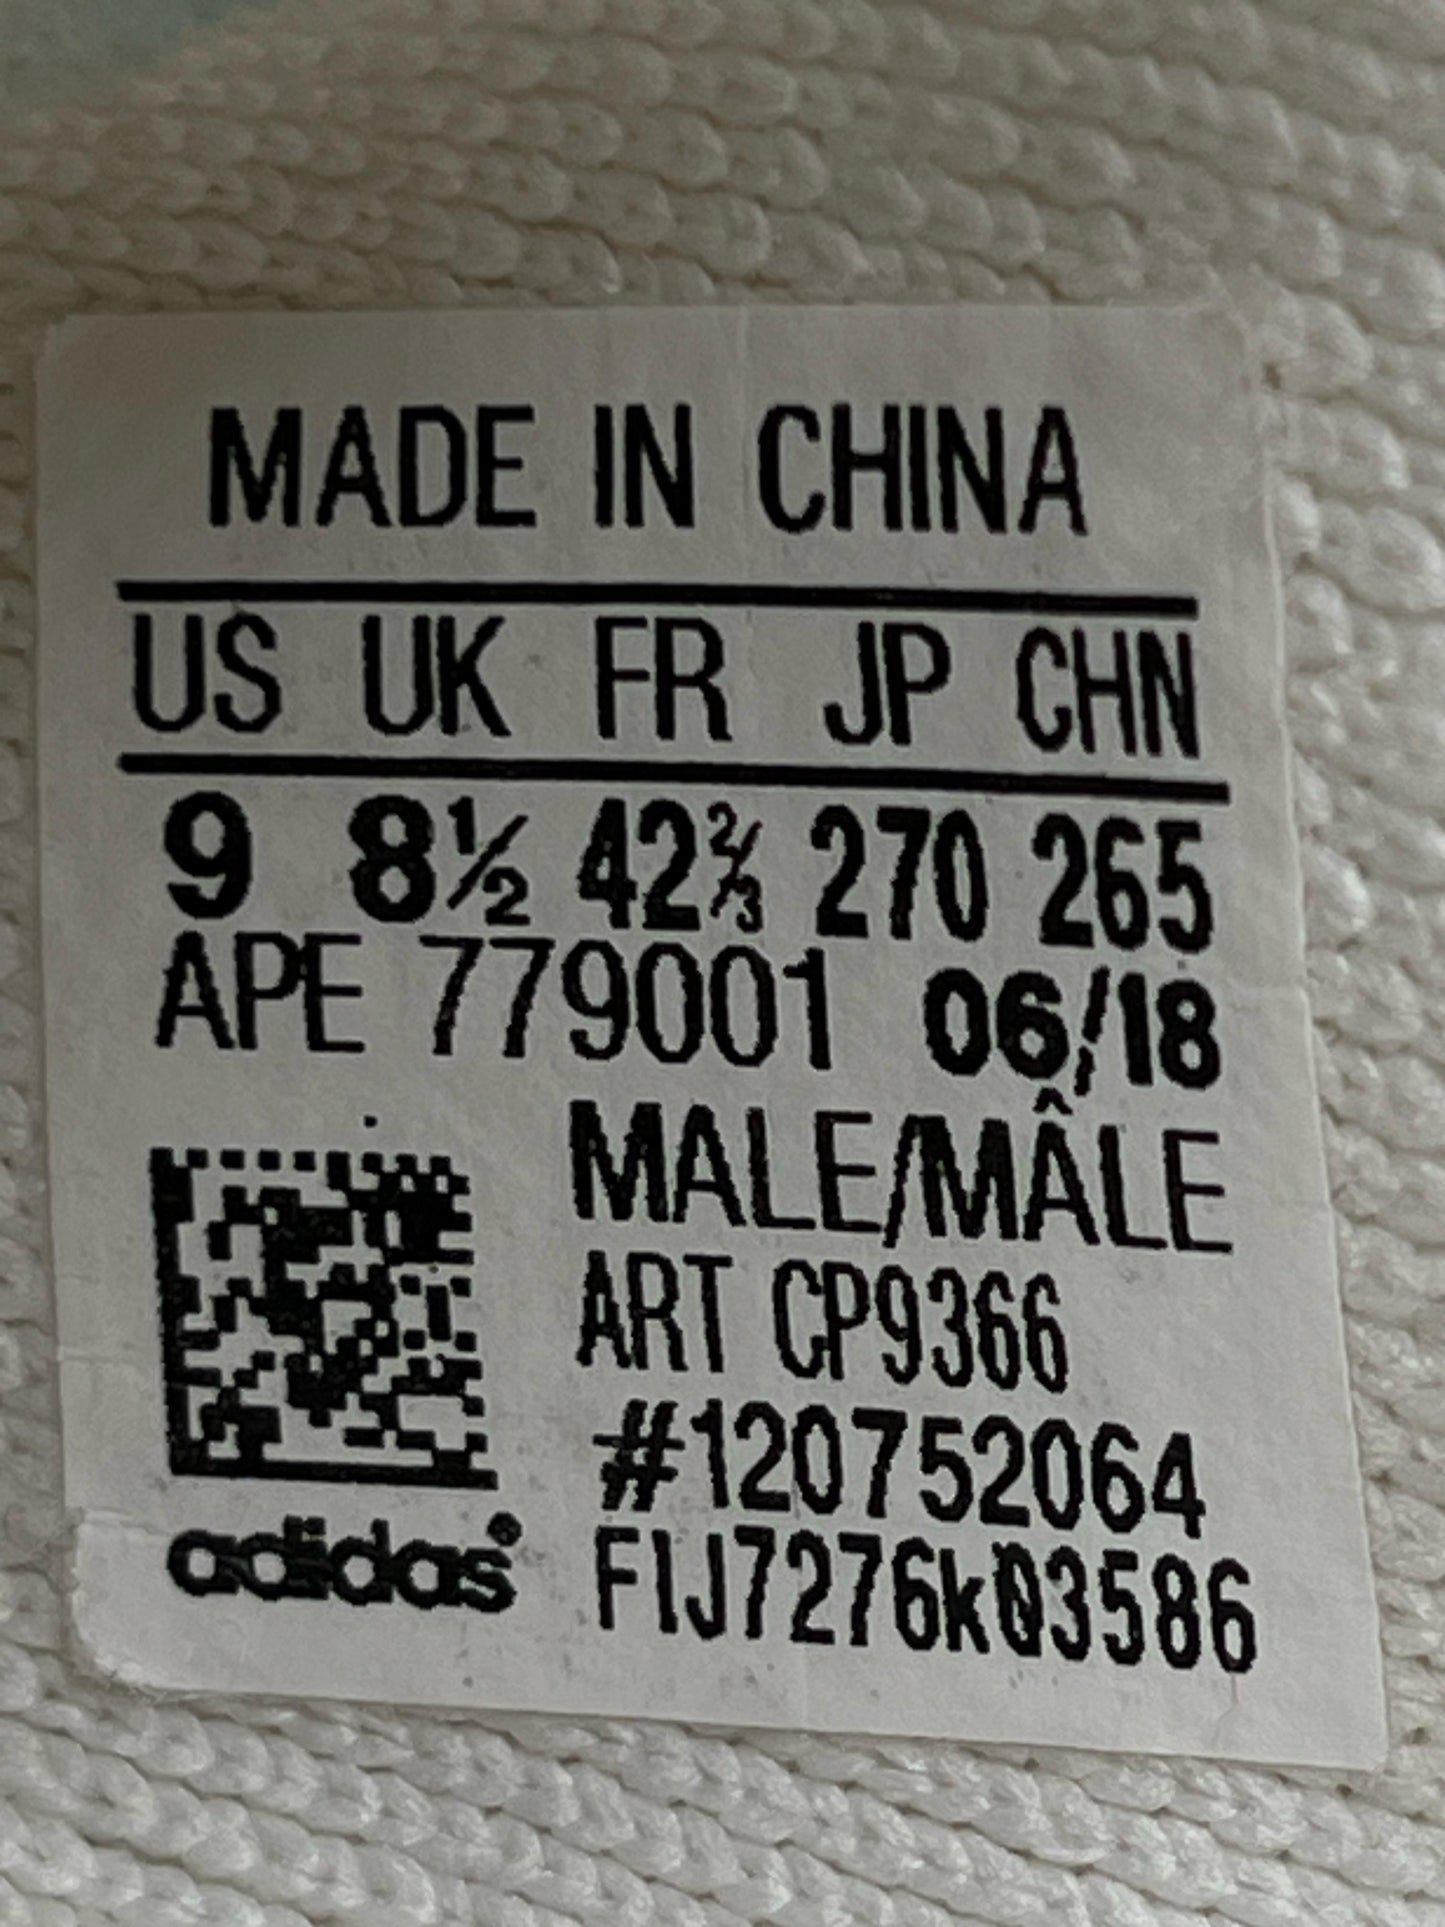 MADE IN CHINA
US UK FR JP CHN
9 8½ 42⅔ 270 265
APE 779001 06/18
MALE/MÂLE
ART CP9366
#120752064
adidas® F1J7276k03586